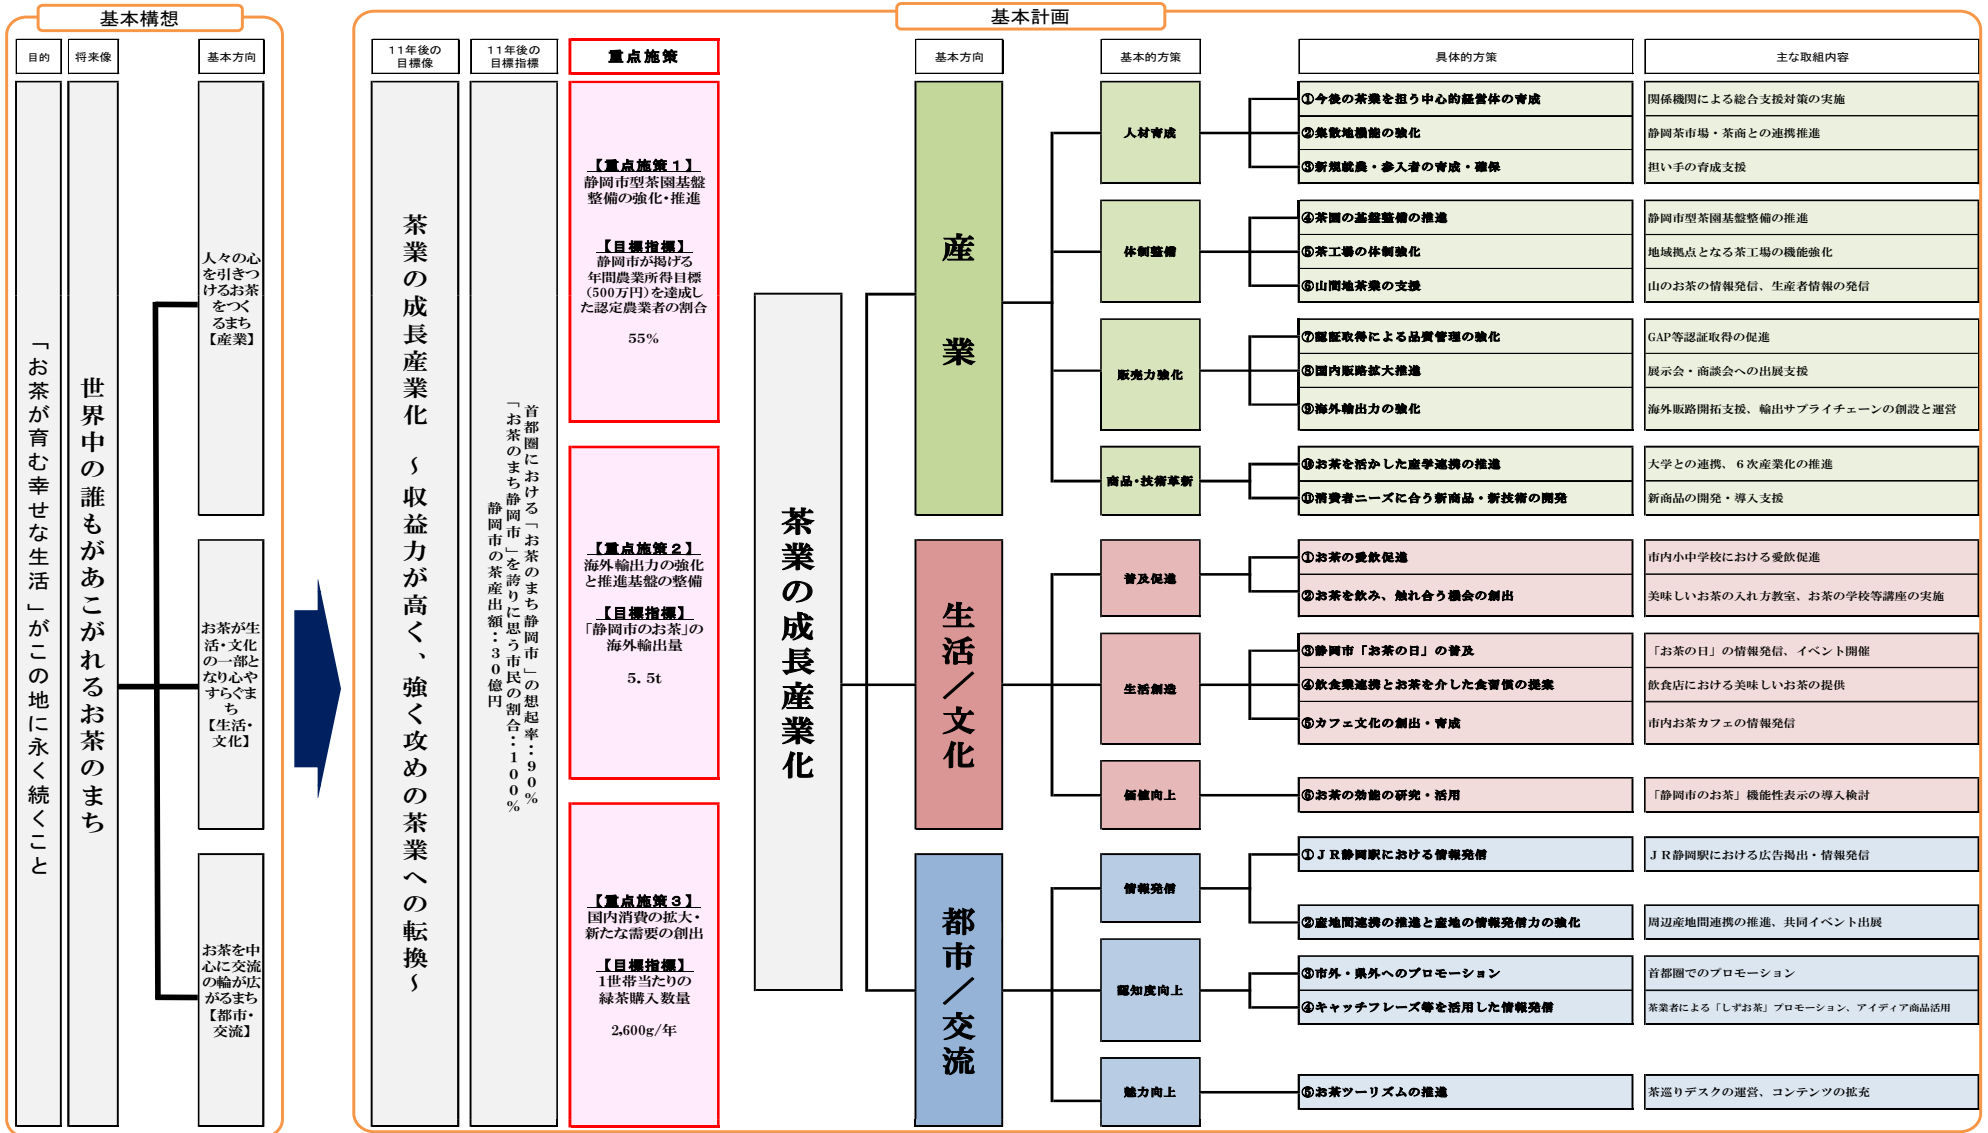 基本構想
目的
将来像
基本方向
「お茶が育む幸せな生活」がこの地に永く続くこと
世界中の誰もがあこがれるお茶のまち
人々の心
を引きつ
けるお茶
をつく
るまち
【産業】
お茶が生
活・文化
の一部と
なり心や
すらぐま
ち
【生活・
文化】
お茶を中
心に交流
の輪が広
がるまち
【都市・
交流】
基本計画
11年後の
目標像
11年後の
目標指標
重点施策
茶業の成長産業化 ～収益力が高く、強く攻めの茶業への転換～
首都圏における「お茶のまち静岡市」の想起率：90％
「お茶のまち静岡市」を誇りに思う市民の割合：100％
静岡市の茶産出額：30億円
【重点施策1】
静岡市型茶園基盤
整備の強化・推進
【目標指標】
静岡市が掲げる
年間農業所得目標
(500万円)を達成し
た認定農業者の割合
55%
【重点施策2】
海外輸出力の強化
と推進基盤の整備
【目標指標】
「静岡市のお茶」の
海外輸出量
5.5t
【重点施策3】
国内消費の拡大・
新たな需要の創出
【目標指標】
1世帯当たりの
緑茶購入数量
2,600g/年
茶業の成長産業化
基本方向
基本的方策
具体的方策
主な取組内容
産業
人材育成
①今後の茶業を担う中心的経営体の育成
関係機関による総合支援対策の実施
②集散地機能の強化
静岡茶市場・茶商との連携推進
③新規就農・参入者の育成・確保
担い手の育成支援
体制整備
④茶園の基盤整備の推進
静岡市型茶園基盤整備の推進
⑤茶工場の体制強化
地域拠点となる茶工場の機能強化
⑥山間地茶業の支援
山のお茶の情報発信、生産者情報の発信
販売力強化
⑦認証取得による品質管理の強化
GAP等認証取得の促進
⑧国内販路拡大推進
展示会・商談会への出展支援
⑨海外輸出力の強化
海外販路開拓支援、輸出サプライチェーンの創設と運営
商品・技術革新
⑩お茶を活かした産学連携の推進
大学との連携、６次産業化の推進
⑪消費者ニーズに合う新商品・新技術の開発
新商品の開発・導入支援
生活/文化
普及促進
①お茶の愛飲促進
市内小中学校における愛飲促進
②お茶を飲み、触れ合う機会の創出
美味しいお茶の入れ方教室、お茶の学校等講座の実施
生活創造
③静岡市「お茶の日」の普及
「お茶の日」の情報発信、イベント開催
④飲食業連携とお茶を介した食習慣の提案
飲食店における美味しいお茶の提供
⑤カフェ文化の創出・育成
市内お茶カフェの情報発信
価値向上
⑥お茶の効能の研究・活用
「静岡市のお茶」機能性表示の導入検討
都市/交流
情報発信
①ＪＲ静岡駅における情報発信
ＪＲ静岡駅における広告掲出・情報発信
②産地間連携の推進と産地の情報発信力の強化
周辺産地間連携の推進、共同イベント出展
認知度向上
③市外・県外へのプロモーション
首都圏でのプロモーション
④キャッチフレーズ等を活用した情報発信
茶業者による「しずお茶」プロモーション、アイディア商品活用
魅力向上
⑤お茶ツーリズムの推進
茶巡りデスクの運営、コンテンツの拡充